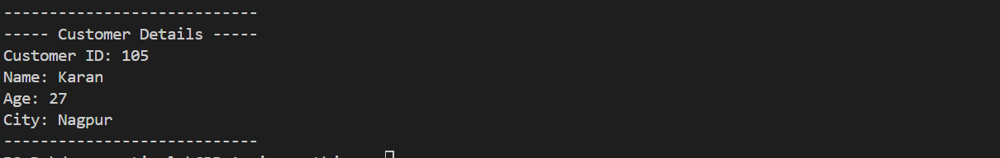 ----------------------------
----- Customer Details -----
Customer ID: 105
Name: Karan
Age: 27
City: Nagpur
----------------------------